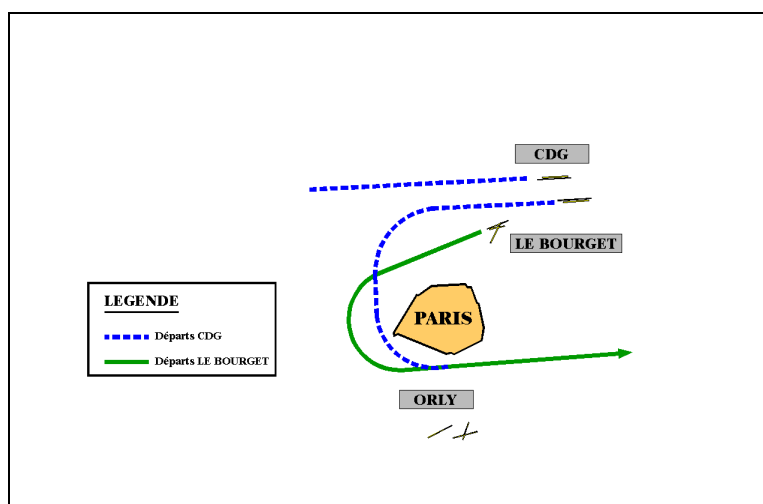 CDG
LE BOURGET
LEGENDE
Départs CDG
Départs LE BOURGET
PARIS
ORLY